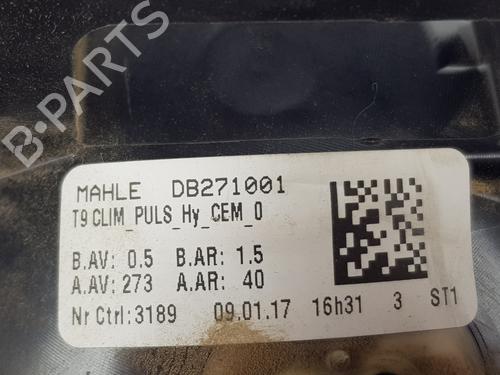 B-PARTS
MAHLE DB271001
T9 CLIM_PULS_Hy_CEM_0
B.AV: 0.5 B.AR: 1.5
A.AV: 273 A.AR: 40
Nr Ctrl: 3189 09.01.17 16h31 3 ST1